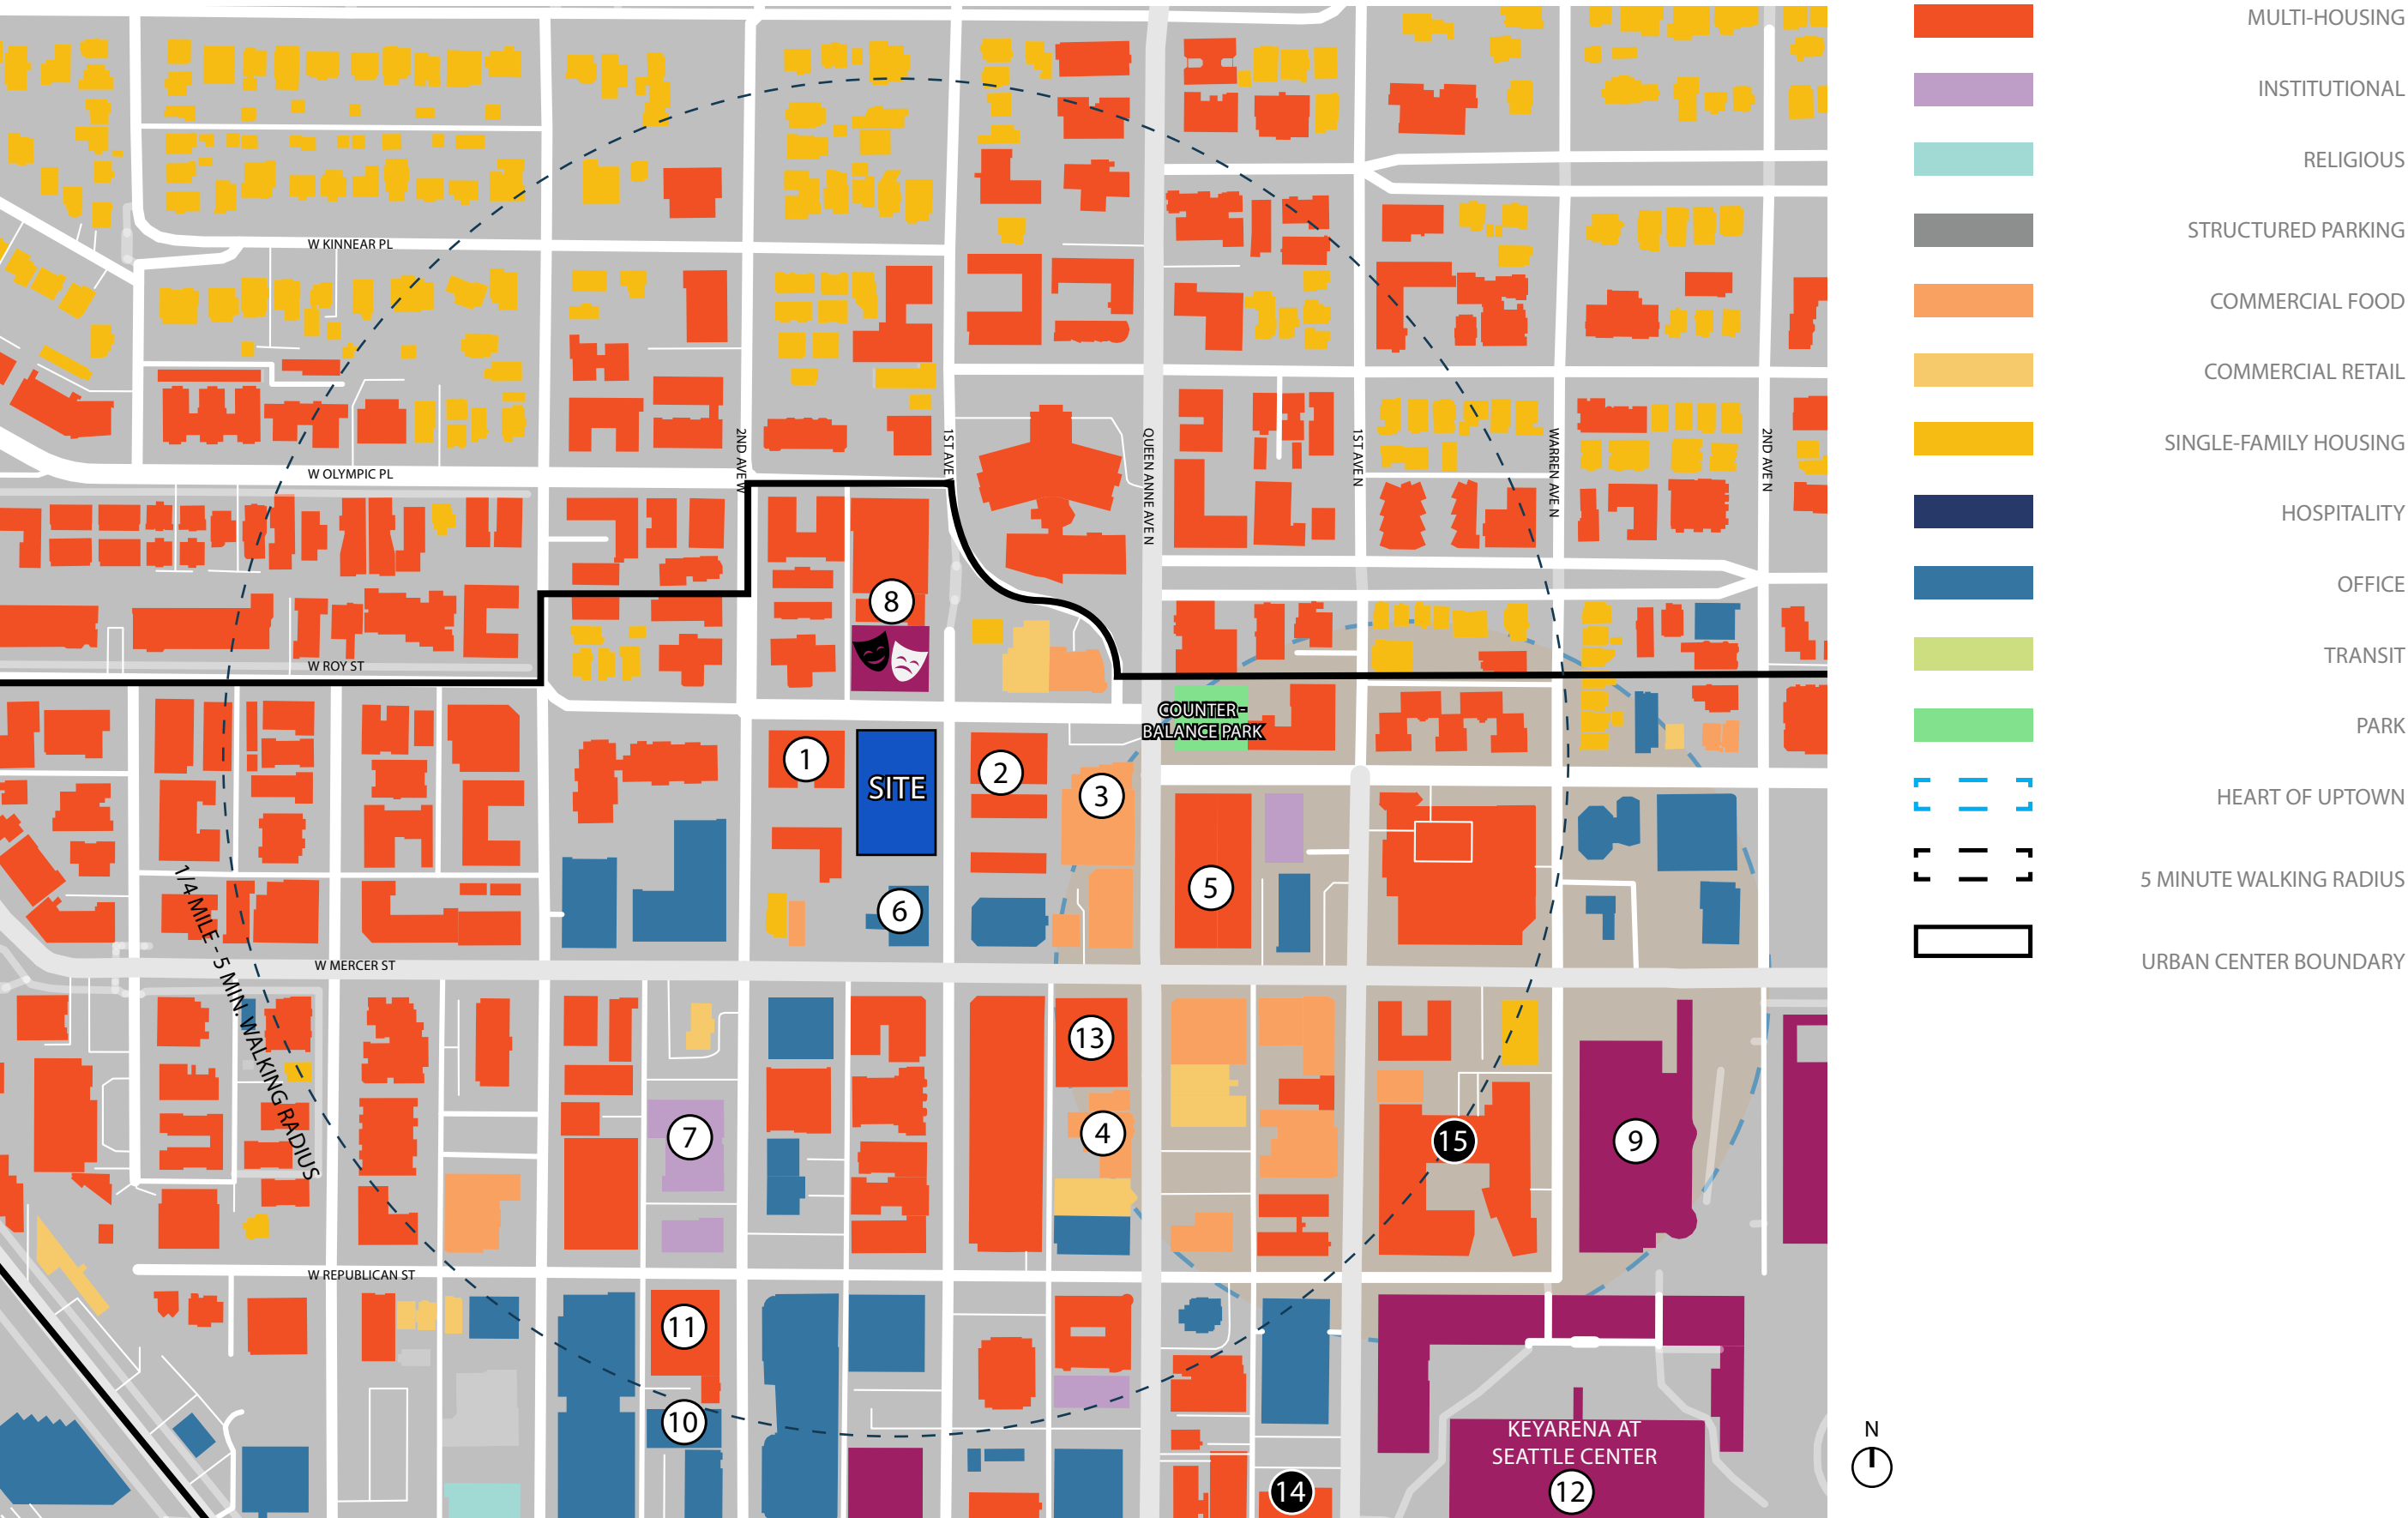 MULTI-HOUSING
INSTITUTIONAL
RELIGIOUS
STRUCTURED PARKING
COMMERCIAL FOOD
COMMERCIAL RETAIL
SINGLE-FAMILY HOUSING
HOSPITALITY
OFFICE
TRANSIT
PARK
HEART OF UPTOWN
5 MINUTE WALKING RADIUS
URBAN CENTER BOUNDARY
W KINNEAR PL
2ND AVE W
1ST AVE
QUEEN ANNE AVE N
1ST AVE N
WARREN AVE N
2ND AVE N
W OLYMPIC PL
8
W ROY ST
COUNTER -
BALANCE PARK
1
SITE
2
3
5
6
1/4 MILE - 5 MIN. WALKING RADIUS
W MERCER ST
13
4
7
15
9
W REPUBLICAN ST
11
10
KEYARENA AT
SEATTLE CENTER
12
14
N